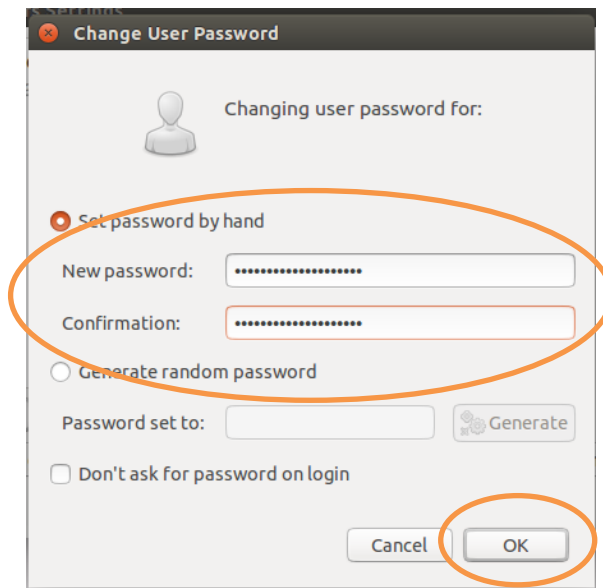 s Settings
Change User Password
Changing user password for:
Set password by hand
New password: ••••••••••••••••••••
Confirmation: ••••••••••••••••••••
Generate random password
Password set to: Generate
Don't ask for password on login
Cancel OK